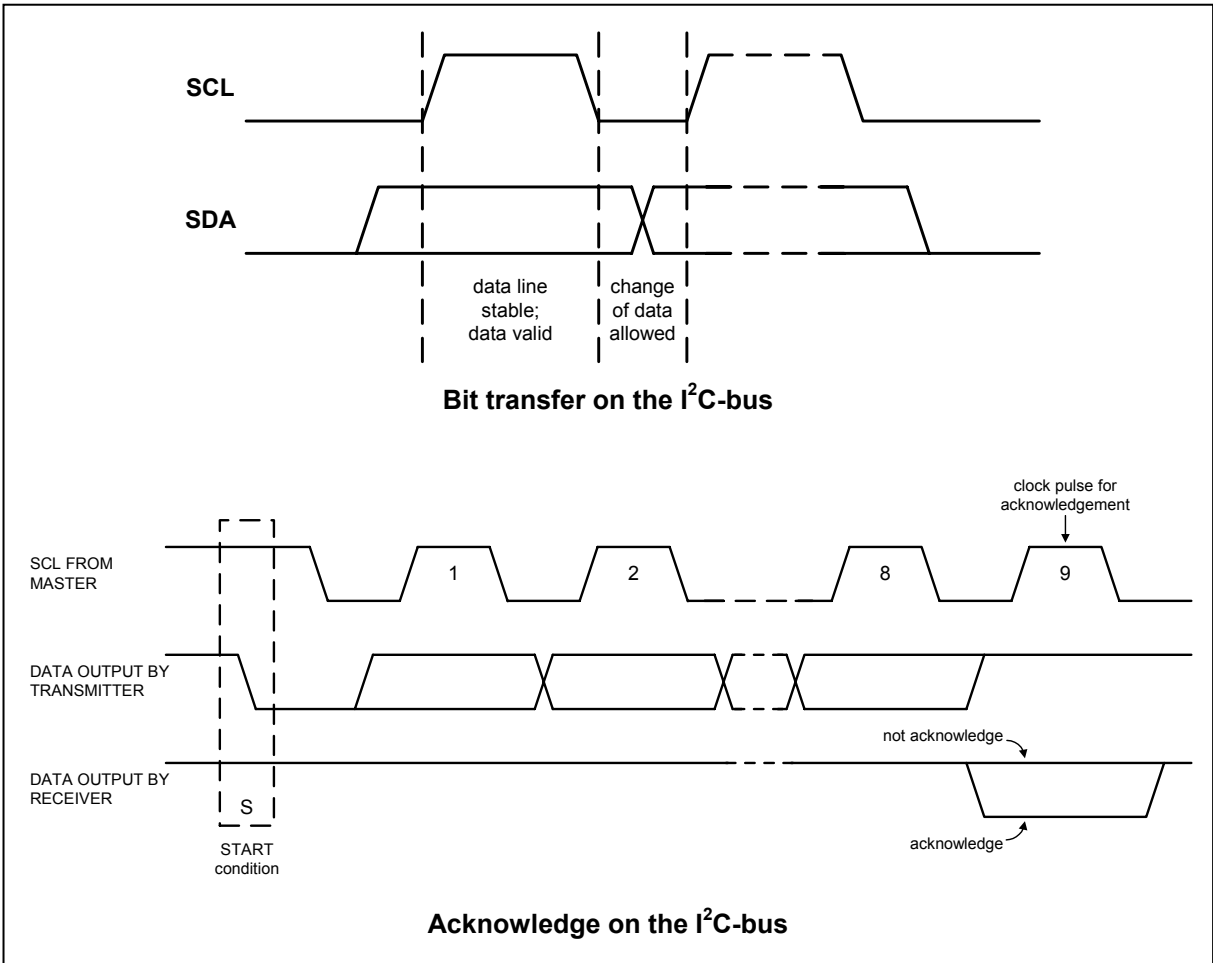 SCL
SDA
data line
stable;
data valid
change
of data
allowed
Bit transfer on the I²C-bus
clock pulse for
acknowledgement
SCL FROM
MASTER
1
2
8
9
DATA OUTPUT BY
TRANSMITTER
not acknowledge
DATA OUTPUT BY
RECEIVER
S
acknowledge
START
condition
Acknowledge on the I²C-bus